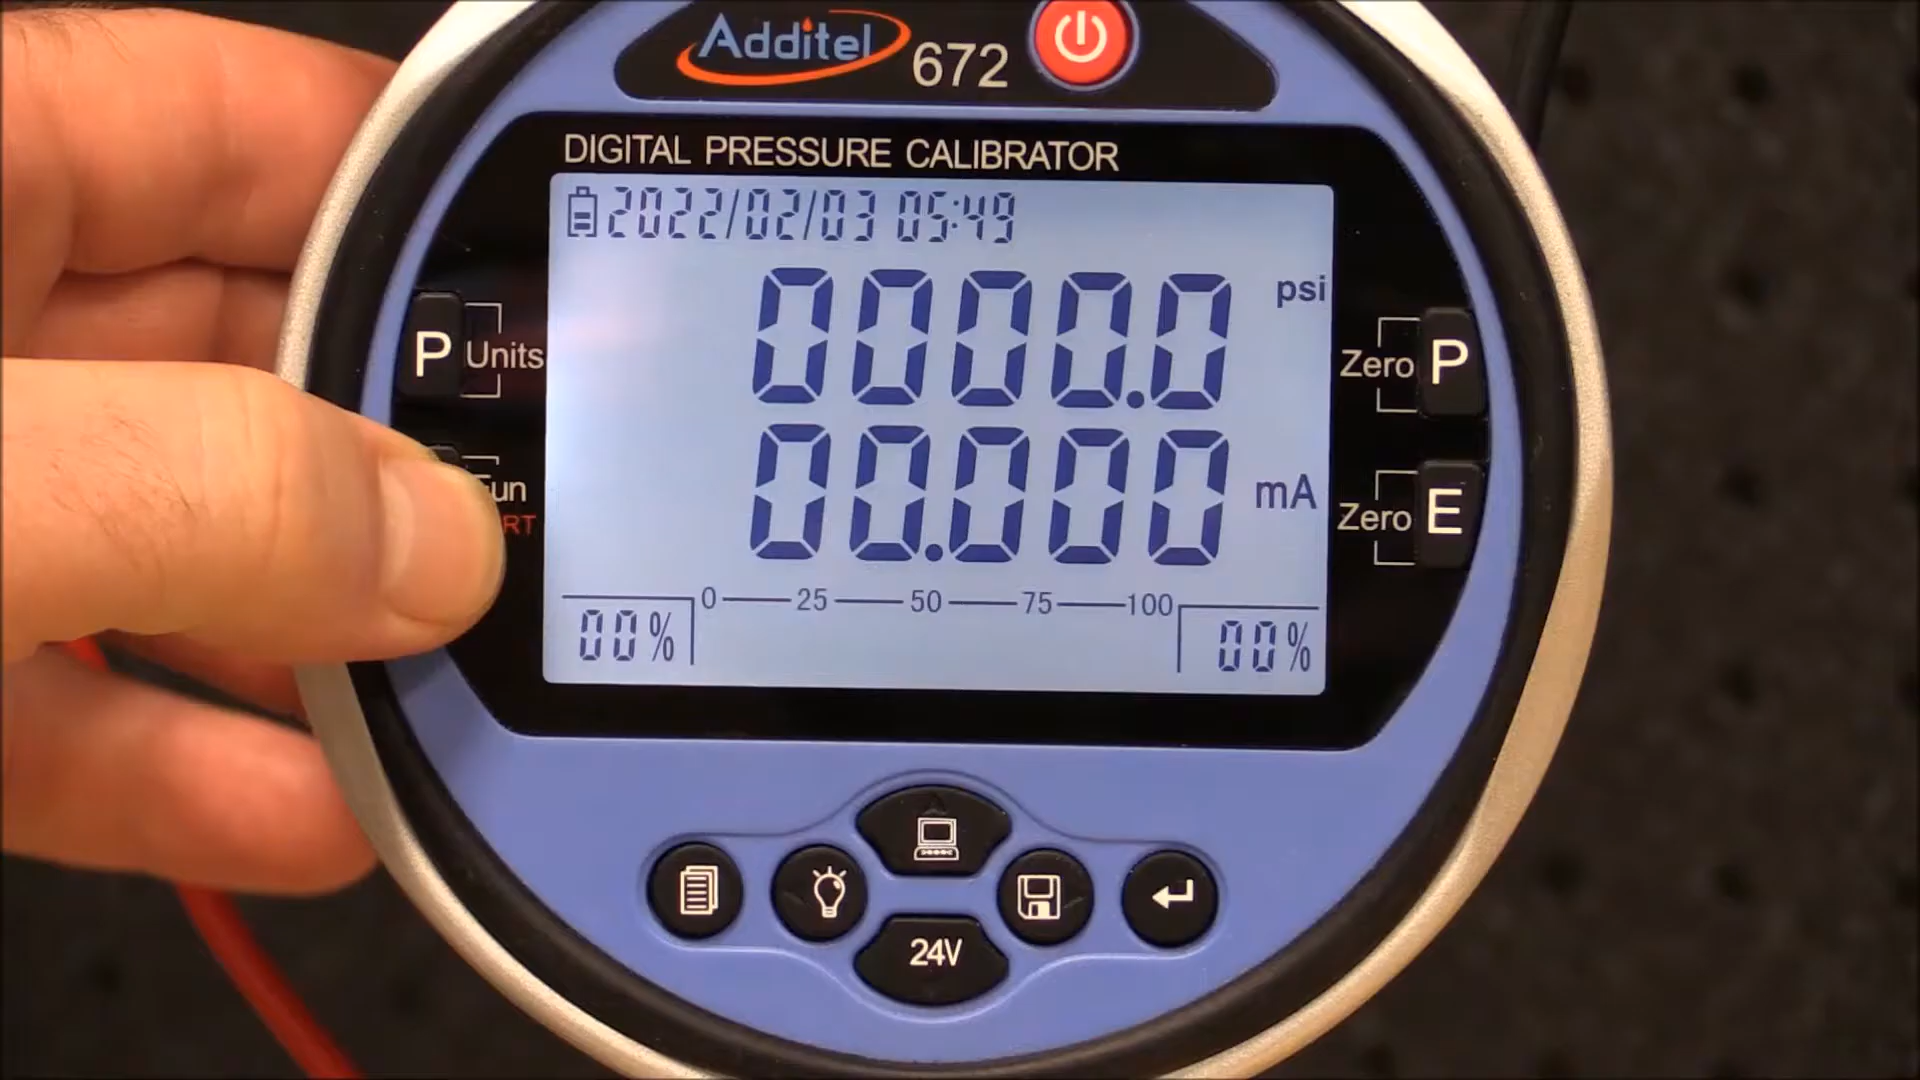 Additel 672
DIGITAL PRESSURE CALIBRATOR
2022/02/03 05:49
0000.0 psi
P Units
Zero P
00.000 mA
Zero E
0 25 50 75 100
00% 00%
24V